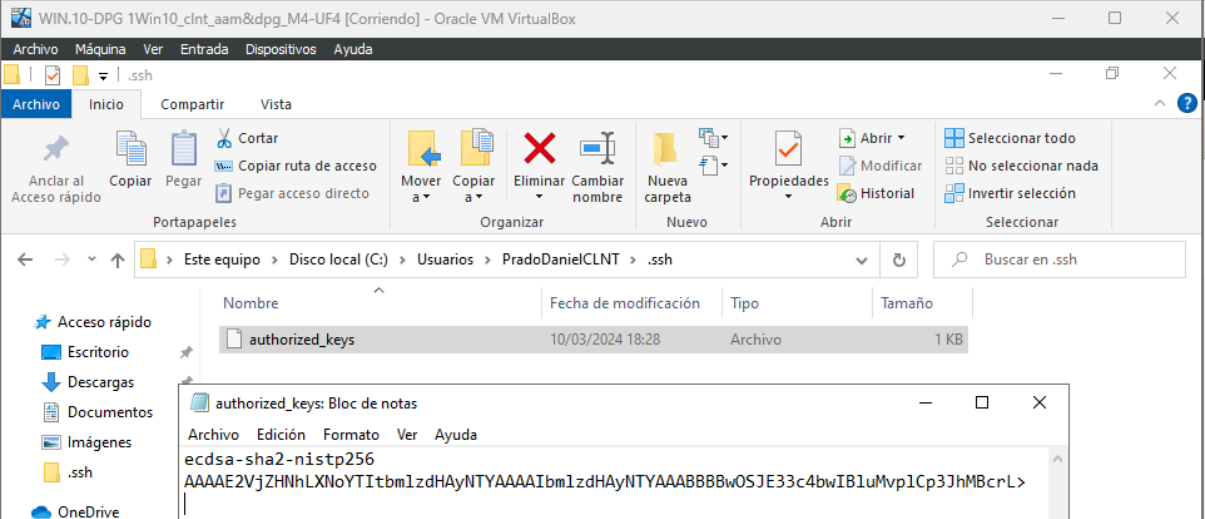 WIN.10-DPG 1Win10_clnt_aam&dpg_M4-UF4 [Corriendo] - Oracle VM VirtualBox
Archivo Máquina Ver Entrada Dispositivos Ayuda
.ssh
Archivo Inicio Compartir Vista
Anclar al Acceso rápido
Copiar
Pegar
Cortar
Copiar ruta de acceso
Pegar acceso directo
Portapapeles
Mover a
Copiar a
Eliminar
Cambiar nombre
Organizar
Nueva carpeta
Nuevo
Propiedades
Abrir
Modificar
Historial
Abrir
Seleccionar todo
No seleccionar nada
Invertir selección
Seleccionar
Este equipo > Disco local (C:) > Usuarios > PradoDanielCLNT > .ssh
Buscar en .ssh
Nombre Fecha de modificación Tipo Tamaño
authorized_keys 10/03/2024 18:28 Archivo 1 KB
Acceso rápido
Escritorio
Descargas
Documentos
Imágenes
.ssh
OneDrive
authorized_keys: Bloc de notas
Archivo Edición Formato Ver Ayuda
ecdsa-sha2-nistp256
AAAAE2VjZHNhLXNoYTItbmlzdHAyNTYAAAAIbmlzdHAyNTYAAABBBBwOSJE33c4bwIBluMvplCp3JhMBcrL>